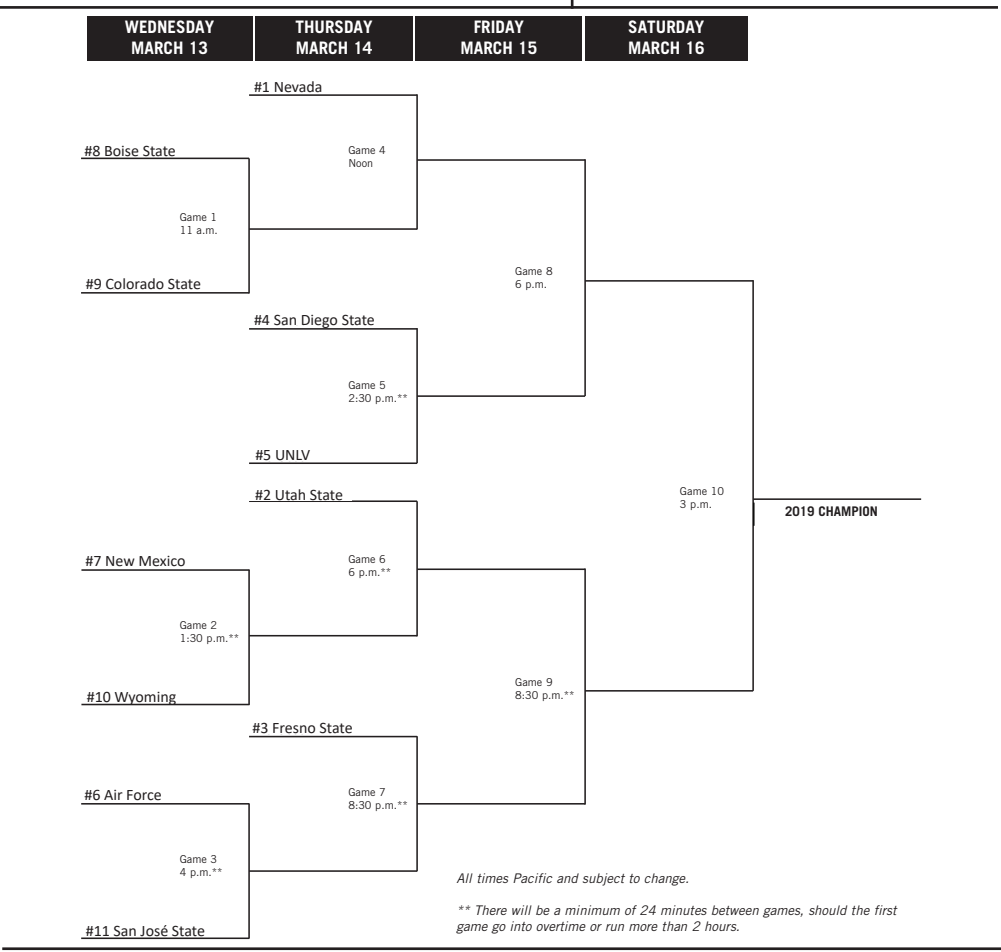 WEDNESDAY
MARCH 13
THURSDAY
MARCH 14
FRIDAY
MARCH 15
SATURDAY
MARCH 16
#1 Nevada
#8 Boise State
Game 4
Noon
Game 1
11 a.m.
#9 Colorado State
Game 8
6 p.m.
#4 San Diego State
Game 5
2:30 p.m.**
#5 UNLV
#2 Utah State
Game 10
3 p.m.
2019 CHAMPION
#7 New Mexico
Game 6
6 p.m.**
Game 2
1:30 p.m.**
#10 Wyoming
Game 9
8:30 p.m.**
#3 Fresno State
#6 Air Force
Game 7
8:30 p.m.**
Game 3
4 p.m.**
#11 San José State
All times Pacific and subject to change.
** There will be a minimum of 24 minutes between games, should the first
game go into overtime or run more than 2 hours.